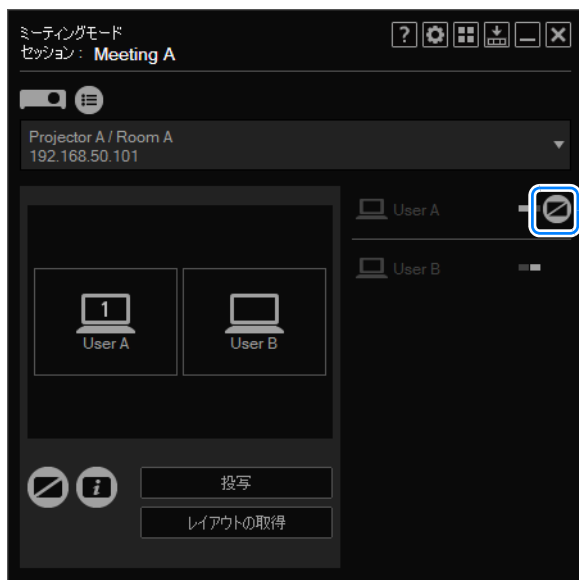 ミーティングモード
セッション： Meeting A
?
Projector A / Room A
192.168.50.101
User A
User B
1
User A
User B
i
投写
レイアウトの取得